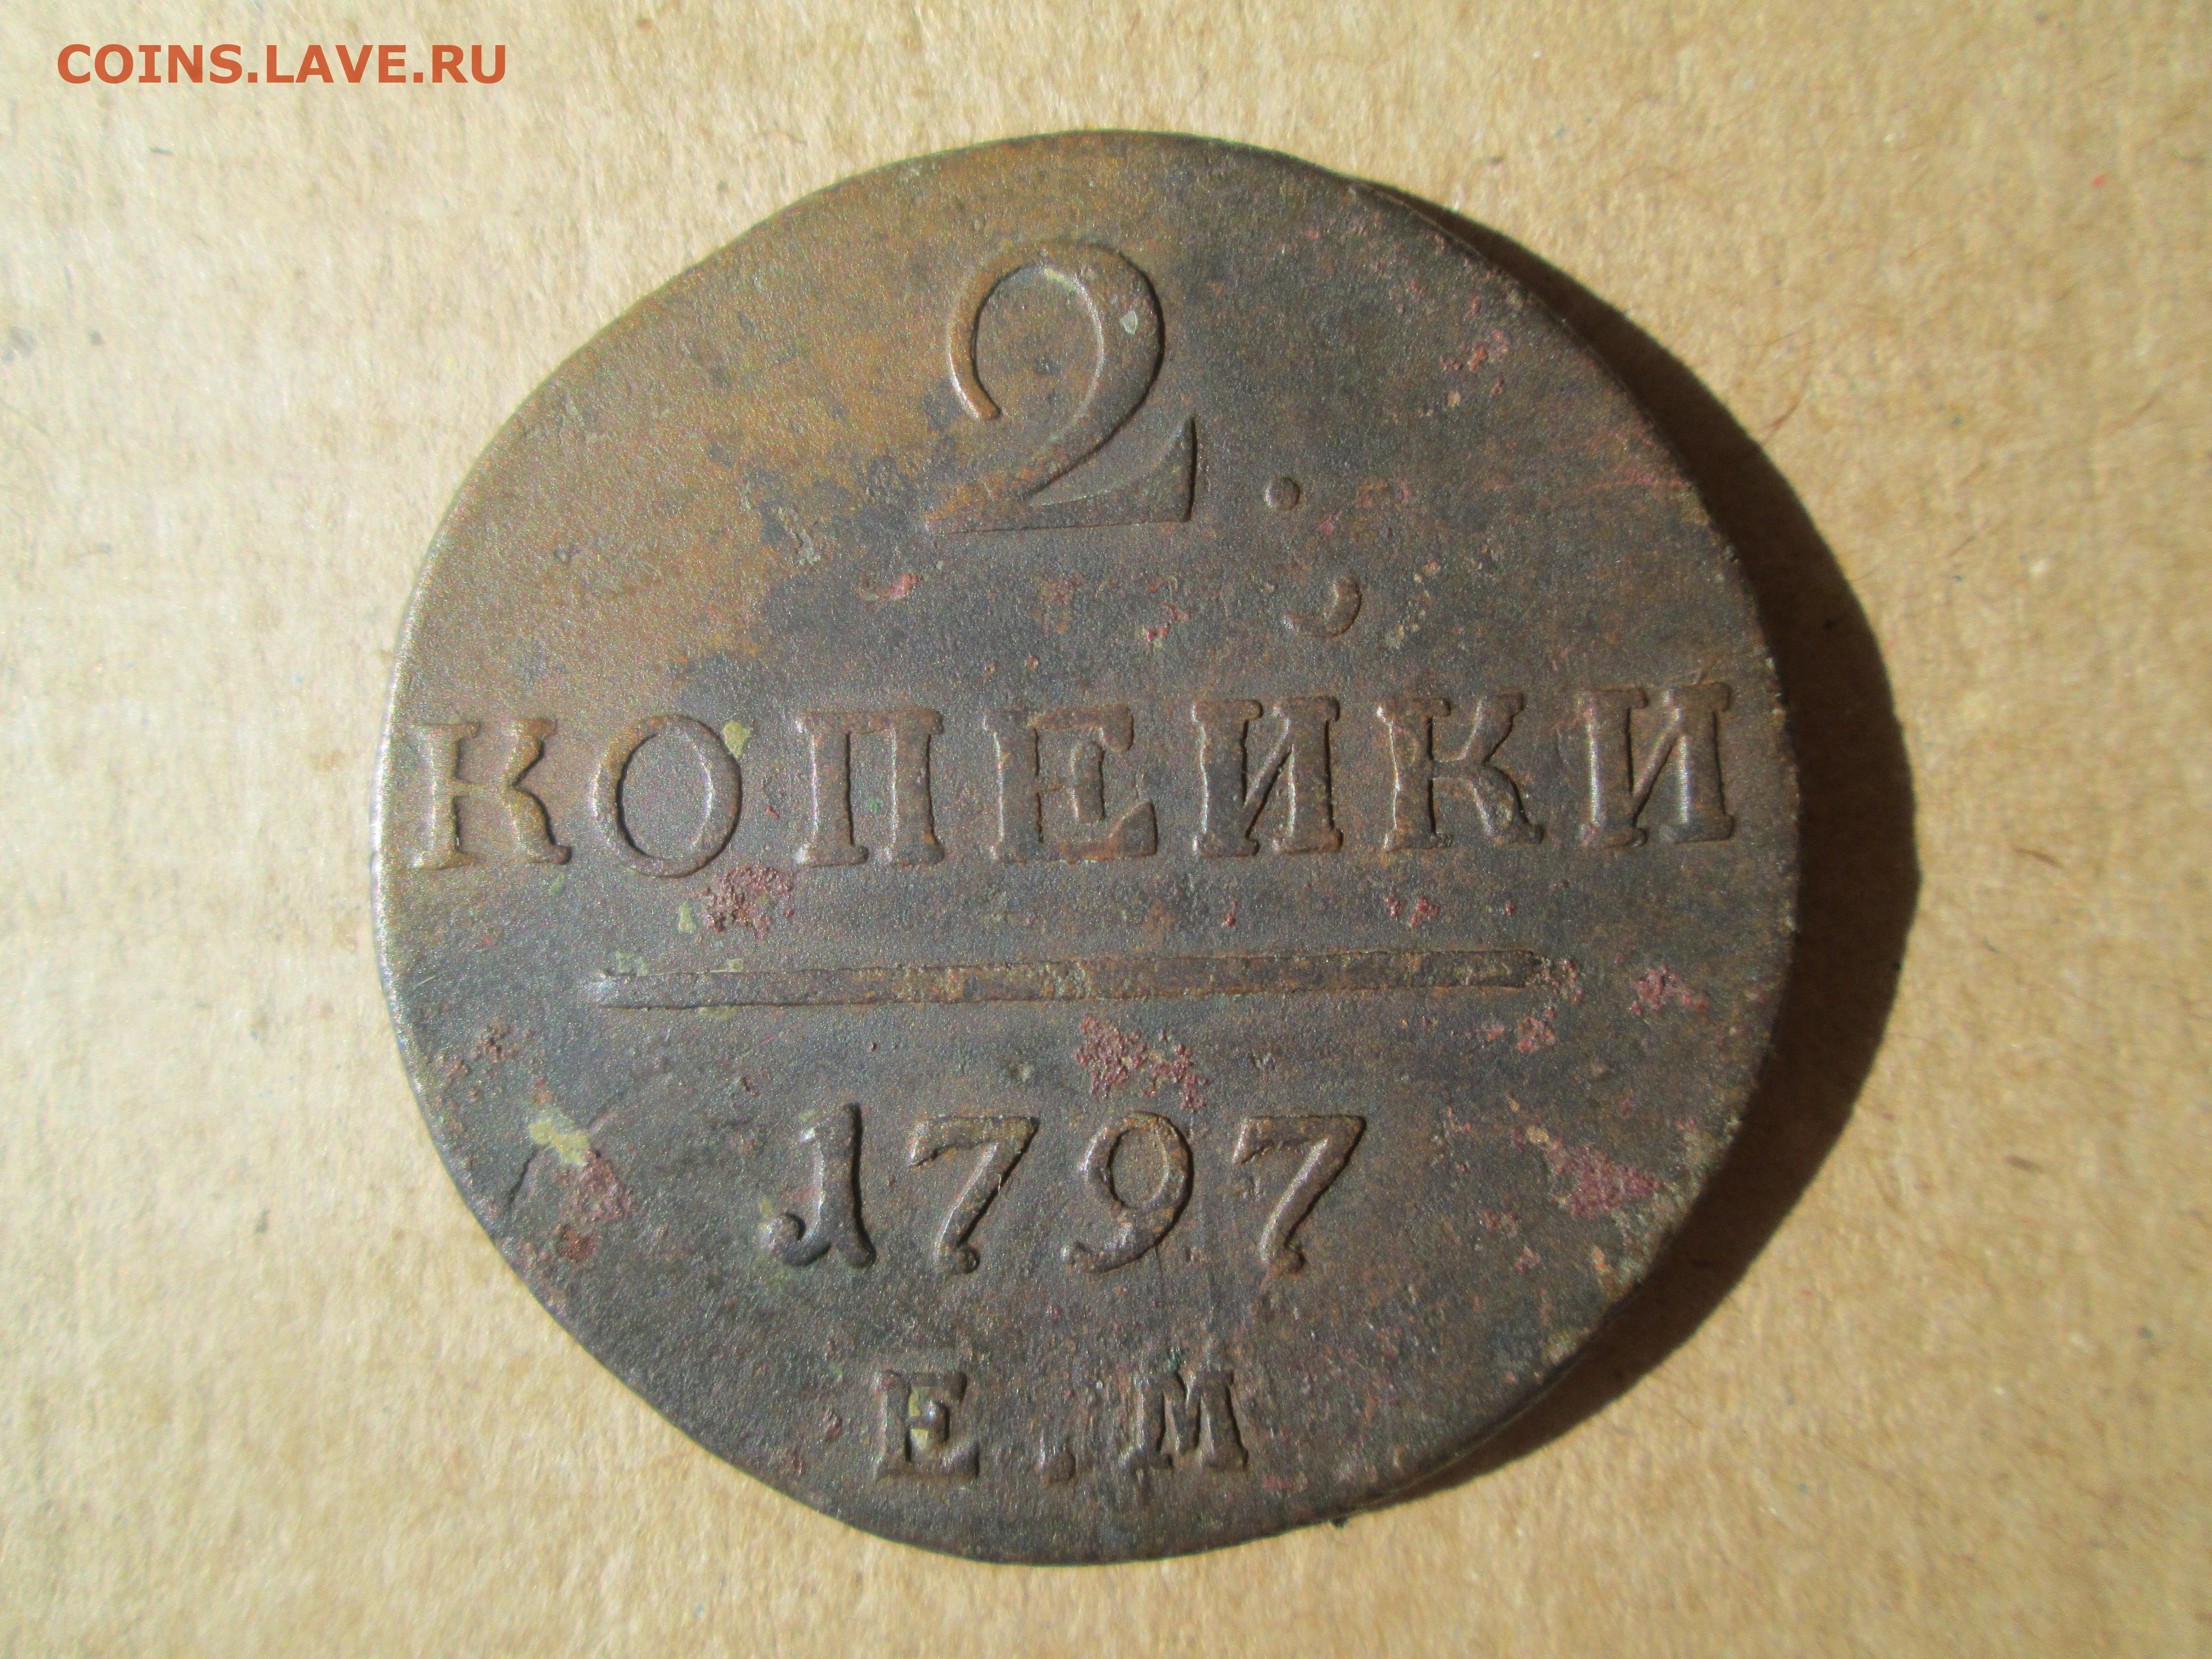 COINS.LAVE.RU
2.
КОПЕЙКИ
1797
Е.М